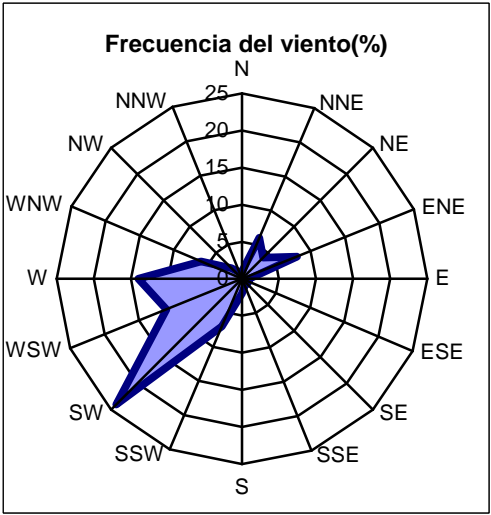 Frecuencia del viento(%)
N
NNW
25
NNE
NW
20
NE
15
WNW
10
ENE
5
W
0
E
WSW
ESE
SW
SE
SSW
SSE
S